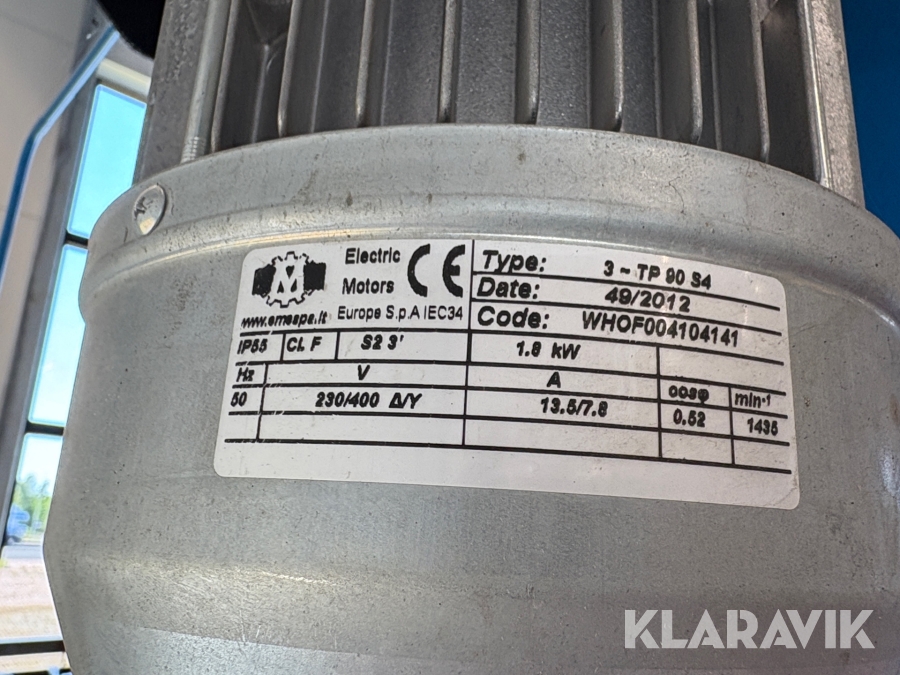 M
Electric
Motors
CE
www.emespa.it
Europe S.p.A IEC34
Type: 3 ~ TP 90 S4
Date: 49/2012
Code: WHOF004104141
IP55 CL F S2 3' 1.8 kW
Hz V A cosφ min-1
50 230/400 Δ/Y 13.5/7.8 0.52 1435
KLARAVIK